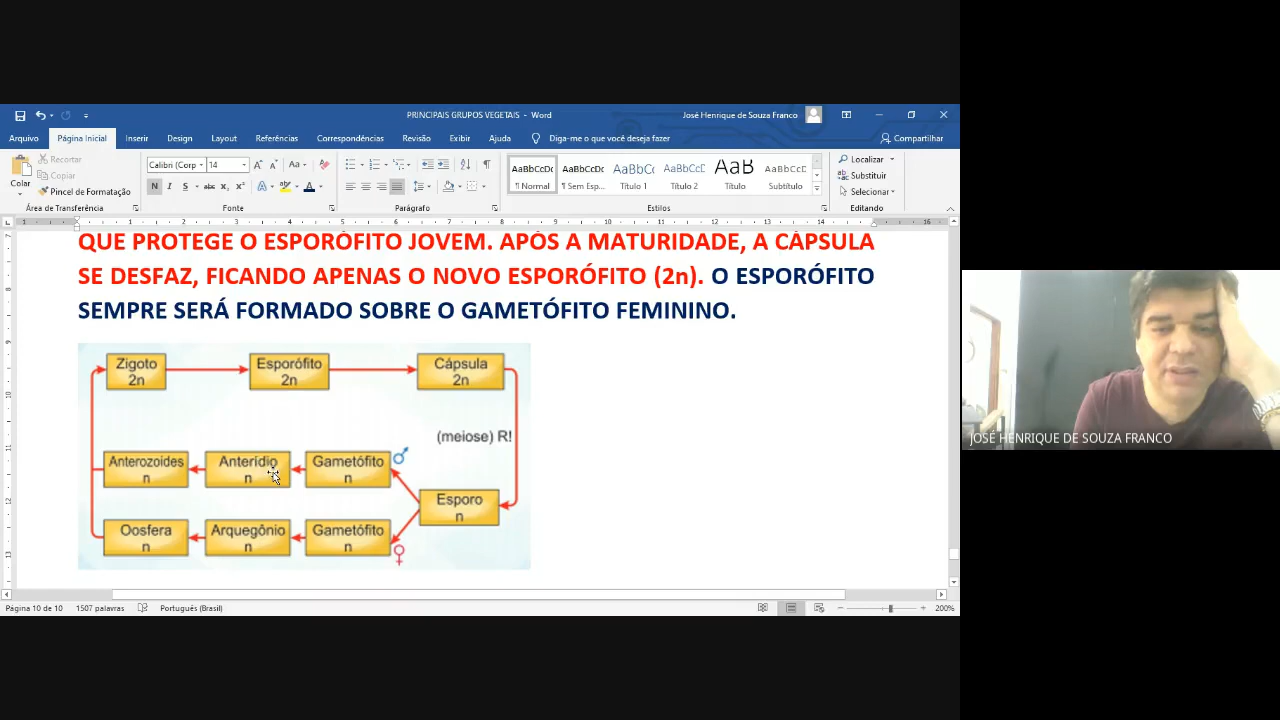 PRINCIPAIS GRUPOS VEGETAIS - Word
José Henrique de Souza Franco
Arquivo Página Inicial Inserir Design Layout Referências Correspondências Revisão Exibir Ajuda Diga-me o que você deseja fazer Compartilhar
Colar
Recortar
Copiar
Pincel de Formatação
Área de Transferência
Calibri (Corp 14
Fonte
Parágrafo
AaBbCcDc AaBbCcDc AaBbCc AaBbCcD AaB AaBbCcD
¶ Normal ¶ Sem Esp... Título 1 Título 2 Título Subtítulo
Estilos
Localizar
Substituir
Selecionar
Editando
QUE PROTEGE O ESPORÓFITO JOVEM. APÓS A MATURIDADE, A CÁPSULA
SE DESFAZ, FICANDO APENAS O NOVO ESPORÓFITO (2n). O ESPORÓFITO
SEMPRE SERÁ FORMADO SOBRE O GAMETÓFITO FEMININO.
Zigoto
2n
Esporófito
2n
Cápsula
2n
(meiose) R!
Anterozoides
n
Anterídio
n
Gametófito
n
♂
Esporo
n
Oosfera
n
Arquegônio
n
Gametófito
n
♀
Página 10 de 10 1507 palavras Português (Brasil) 200%
JOSÉ HENRIQUE DE SOUZA FRANCO